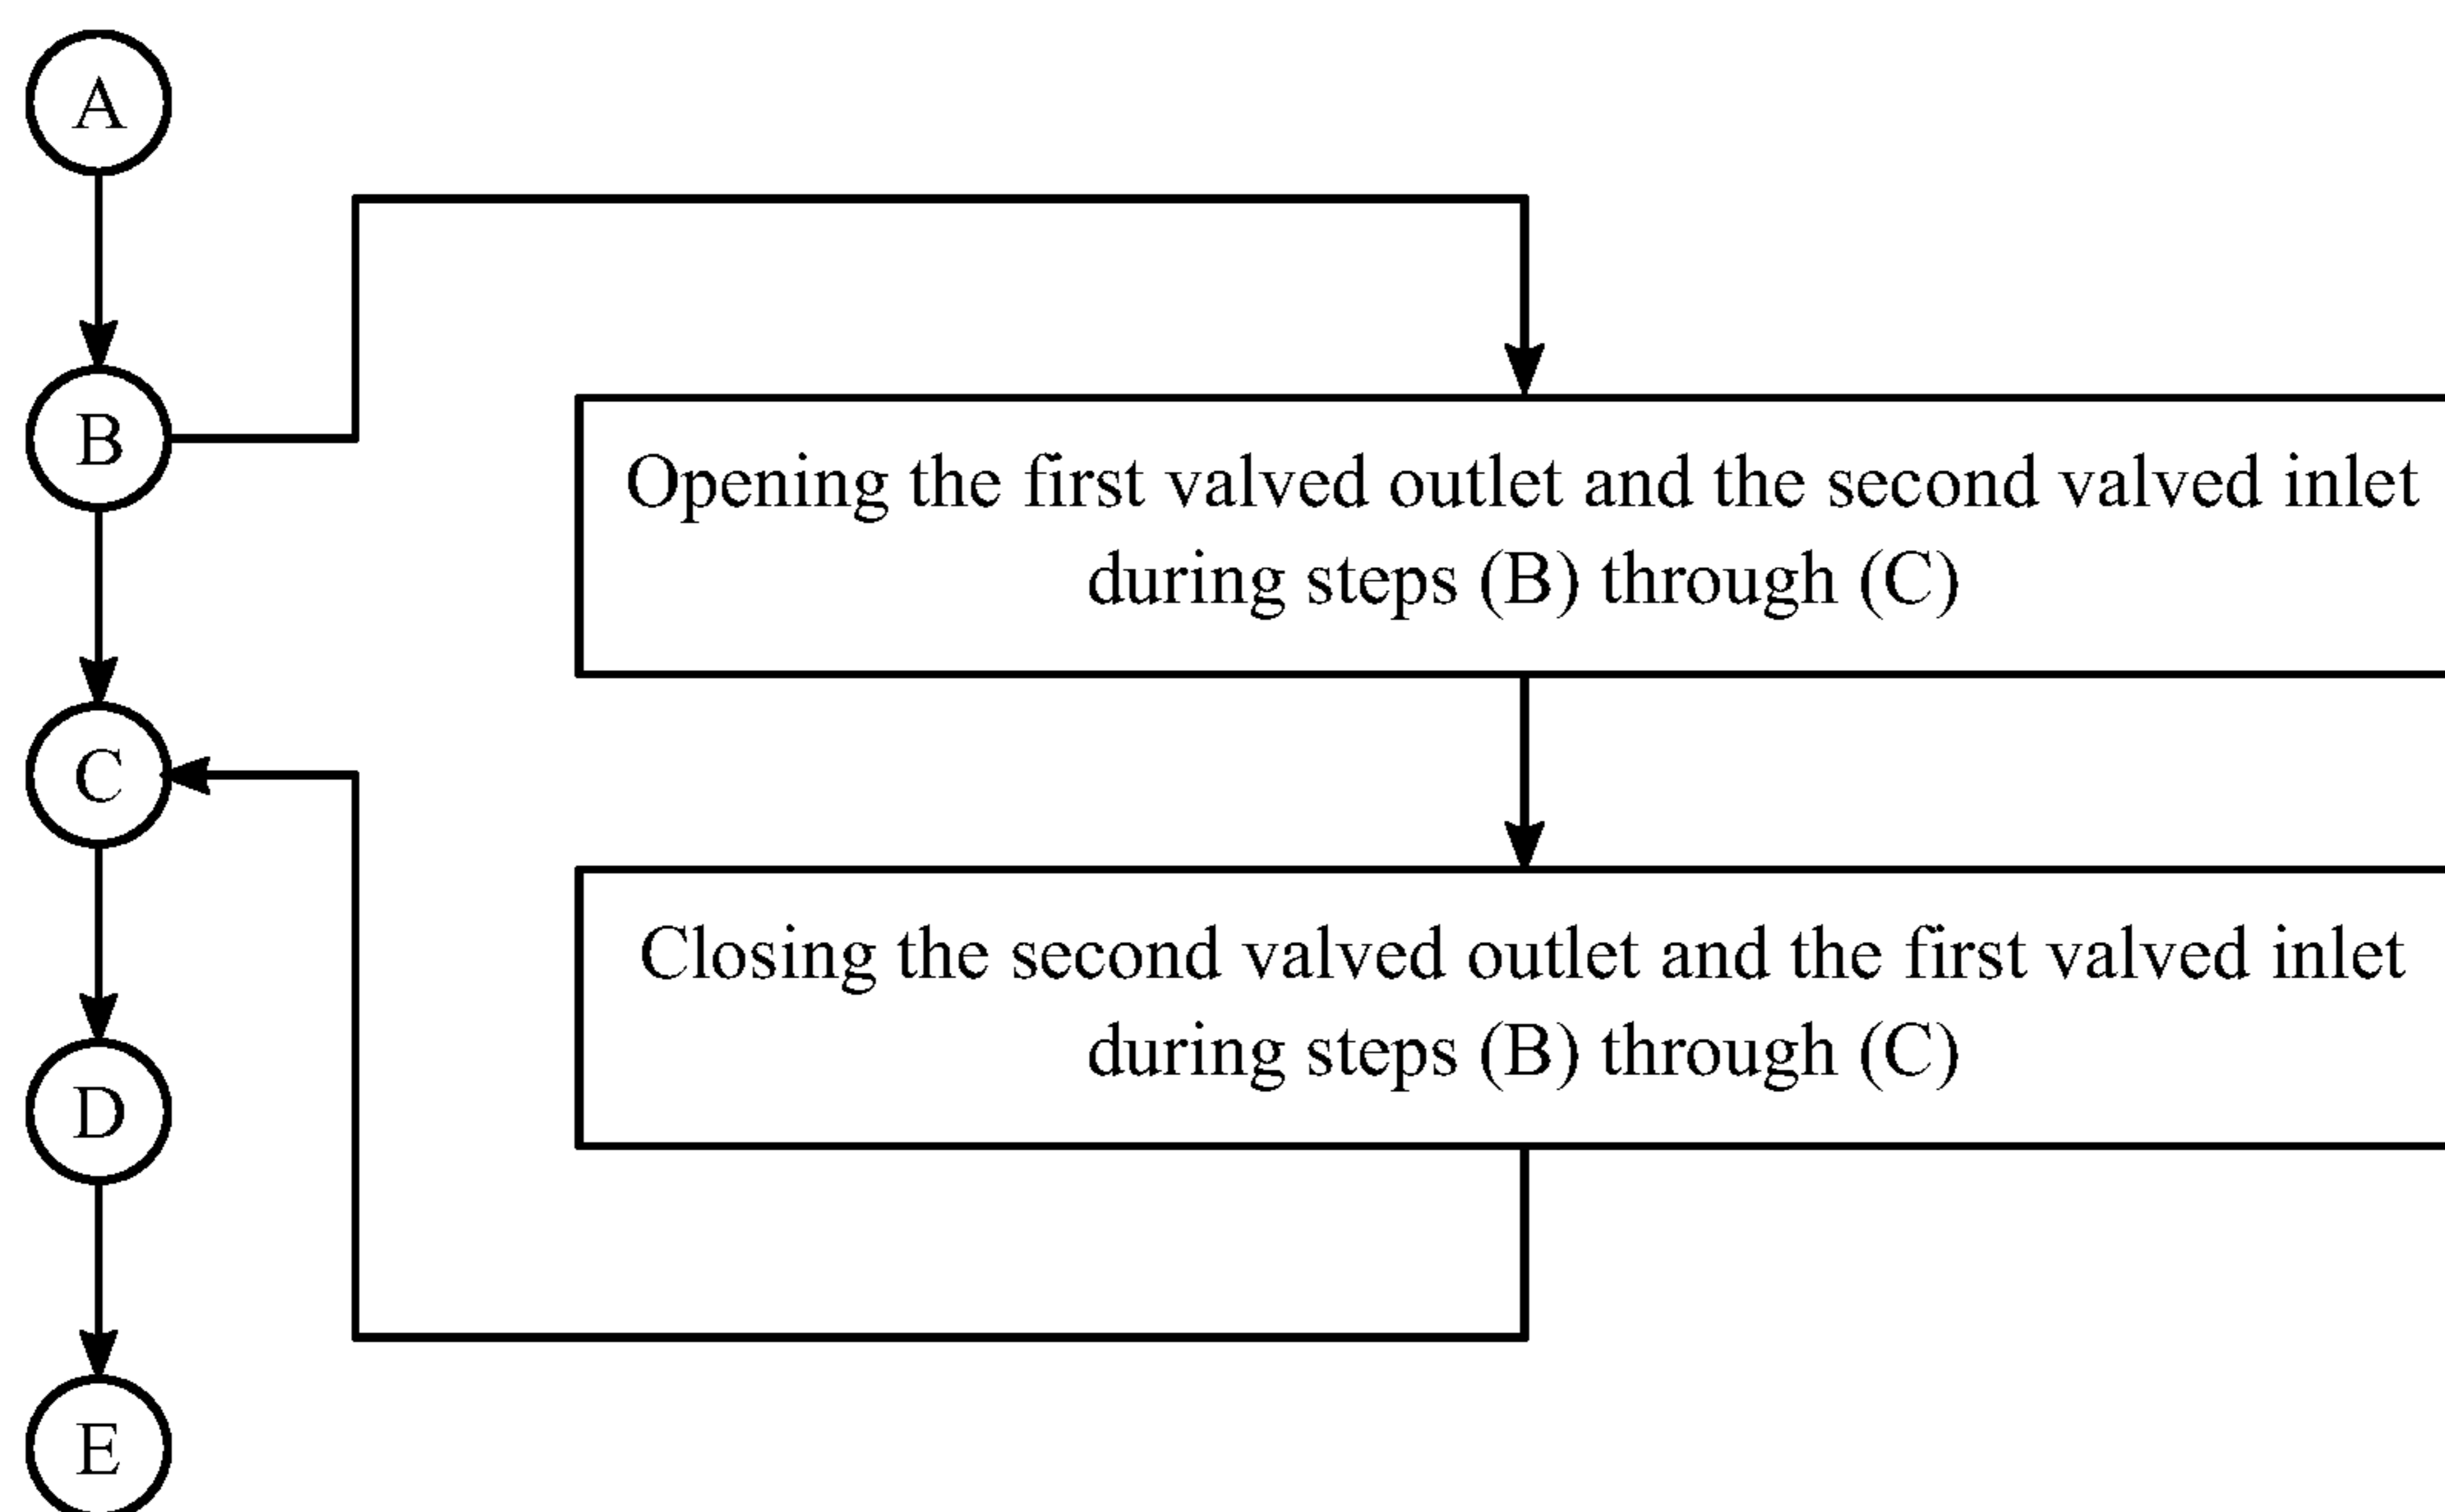 A
B
Opening the first valved outlet and the second valved inlet
during steps (B) through (C)
C
Closing the second valved outlet and the first valved inlet
during steps (B) through (C)
D
E